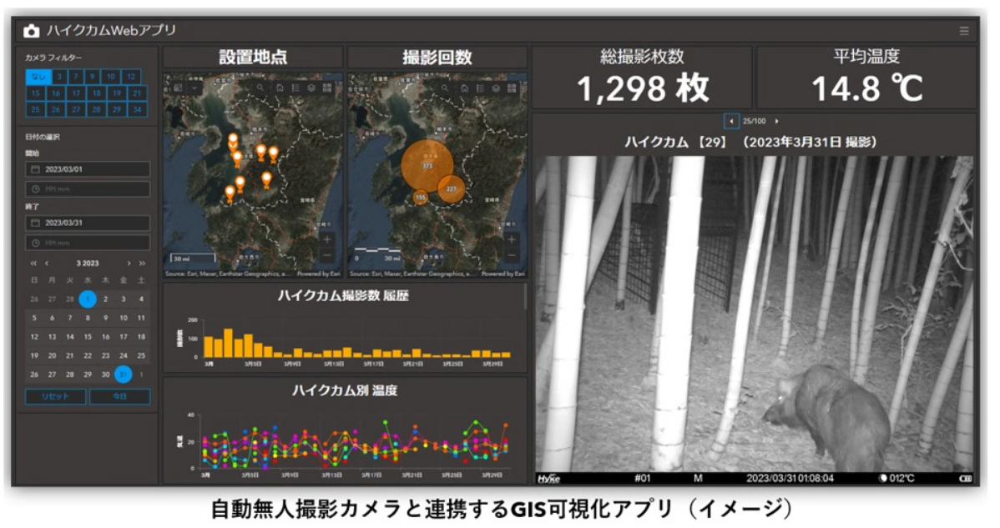 ハイクカムWebアプリ
カメラ フィルター
なし 3 7 9 10 12
15 16 17 18 19 21
25 26 27 28 29 34
日付の選択
開始
2023/03/01
HH:mm
終了
2023/03/31
HH:mm
3 2023
日 月 火 水 木 金 土
26 27 28 1 2 3 4
5 6 7 8 9 10 11
12 13 14 15 16 17 18
19 20 21 22 23 24 25
26 27 28 29 30 31 1
リセット 今日
設置地点
30 mi
Source: Esri, Maxar, Earthstar Geographics, a... Powered by Esri
撮影回数
373
227
155
0 30 mi
Source: Esri, Maxar, Earthstar Geographics, a... Powered by Esri
ハイクカム撮影数 履歴
撮影数
200
100
0
3月 3月5日 3月9日 3月13日 3月17日 3月21日 3月25日 3月29日
ハイクカム別 温度
気温
40
20
0
3月 3月5日 3月9日 3月13日 3月17日 3月21日 3月25日 3月29日
総撮影枚数
1,298 枚
平均温度
14.8 ℃
25/100
ハイクカム 【29】 （2023年3月31日 撮影）
Hyke #01 M 2023/03/31 01:08:04 012℃
自動無人撮影カメラと連携するGIS可視化アプリ（イメージ）